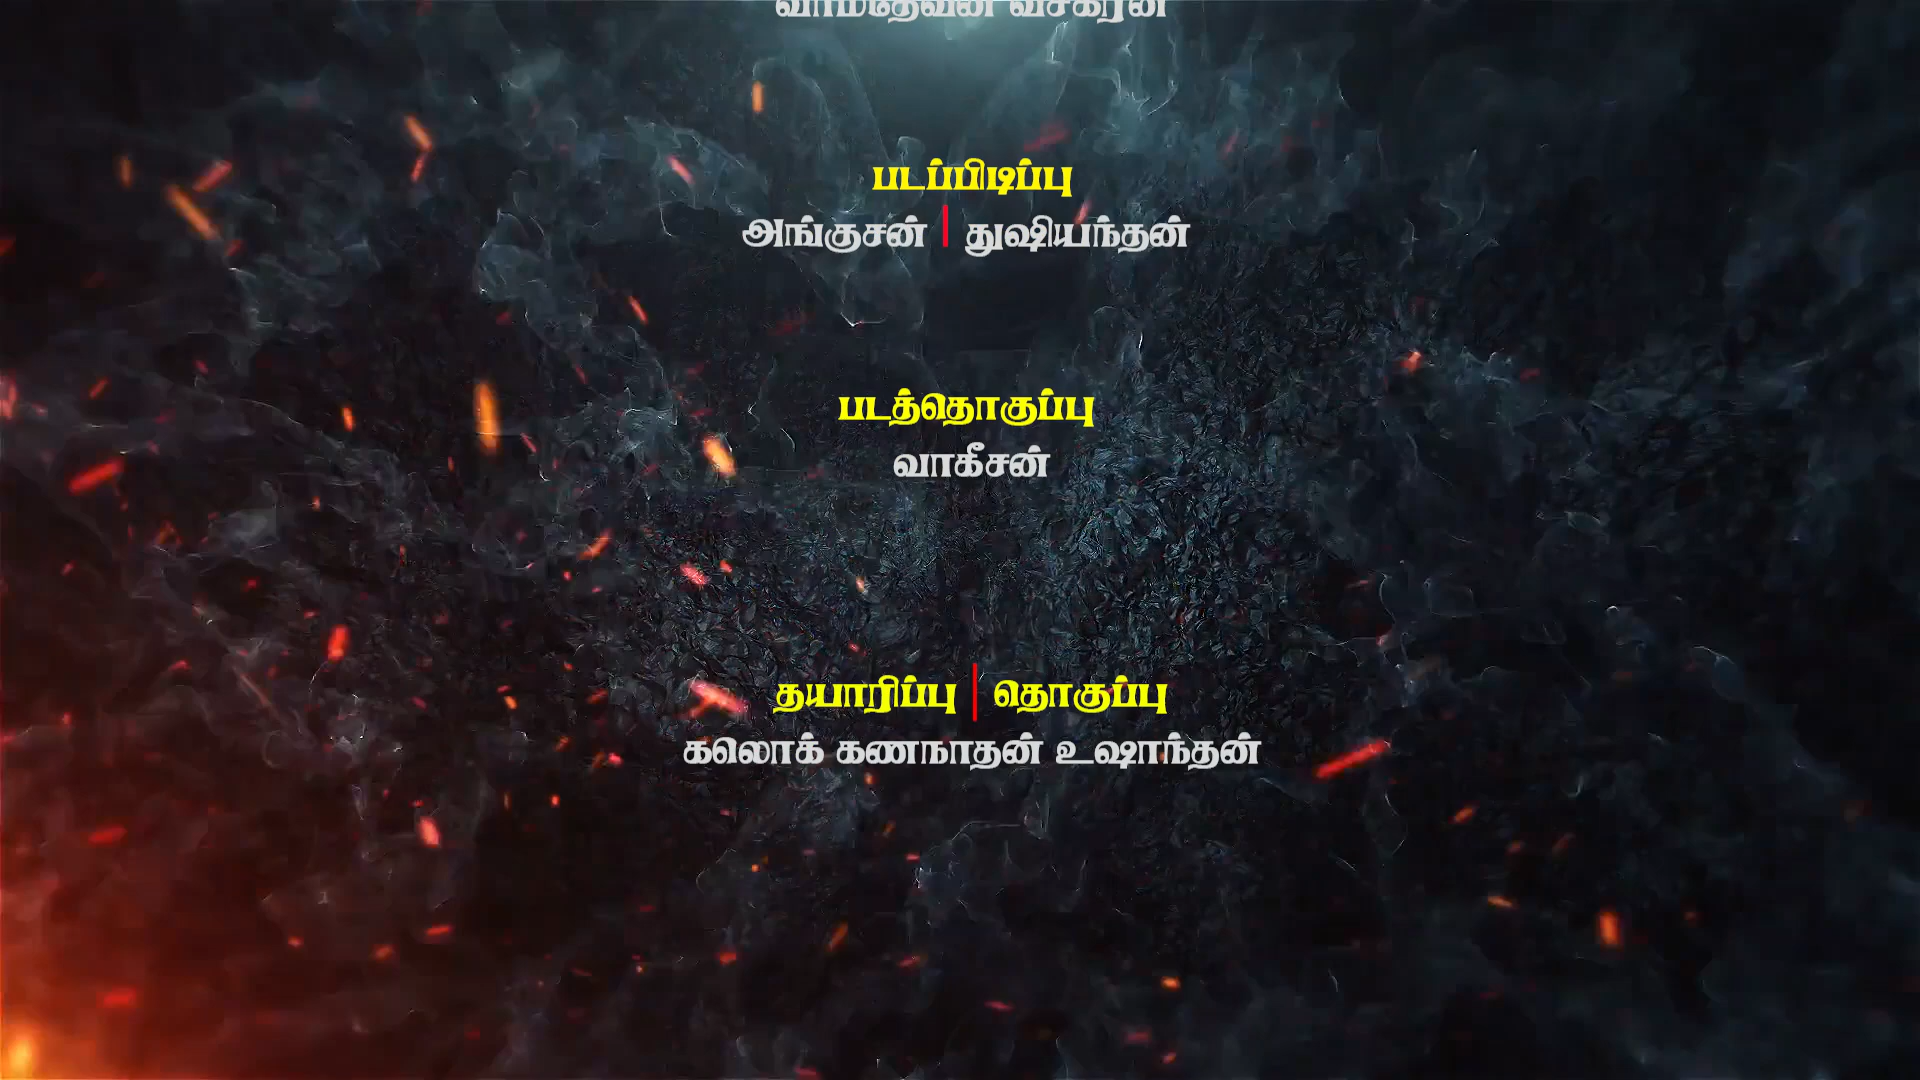 படப்பிடிப்பு
அங்குசன் | துஷியந்தன்
படத்தொகுப்பு
வாகீசன்
தயாரிப்பு | தொகுப்பு
கலொக் கணநாதன் உஷாந்தன்